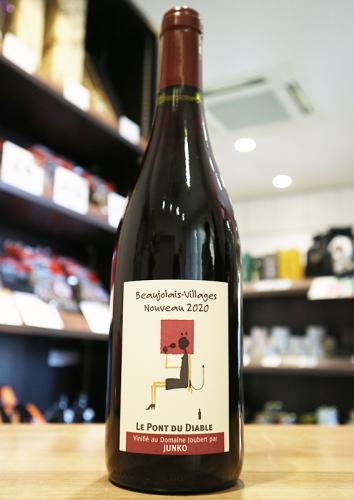 Beaujolais-Villages
Nouveau 2020
LE PONT DU DIABLE
Vinifié au Domaine Joubert par
JUNKO